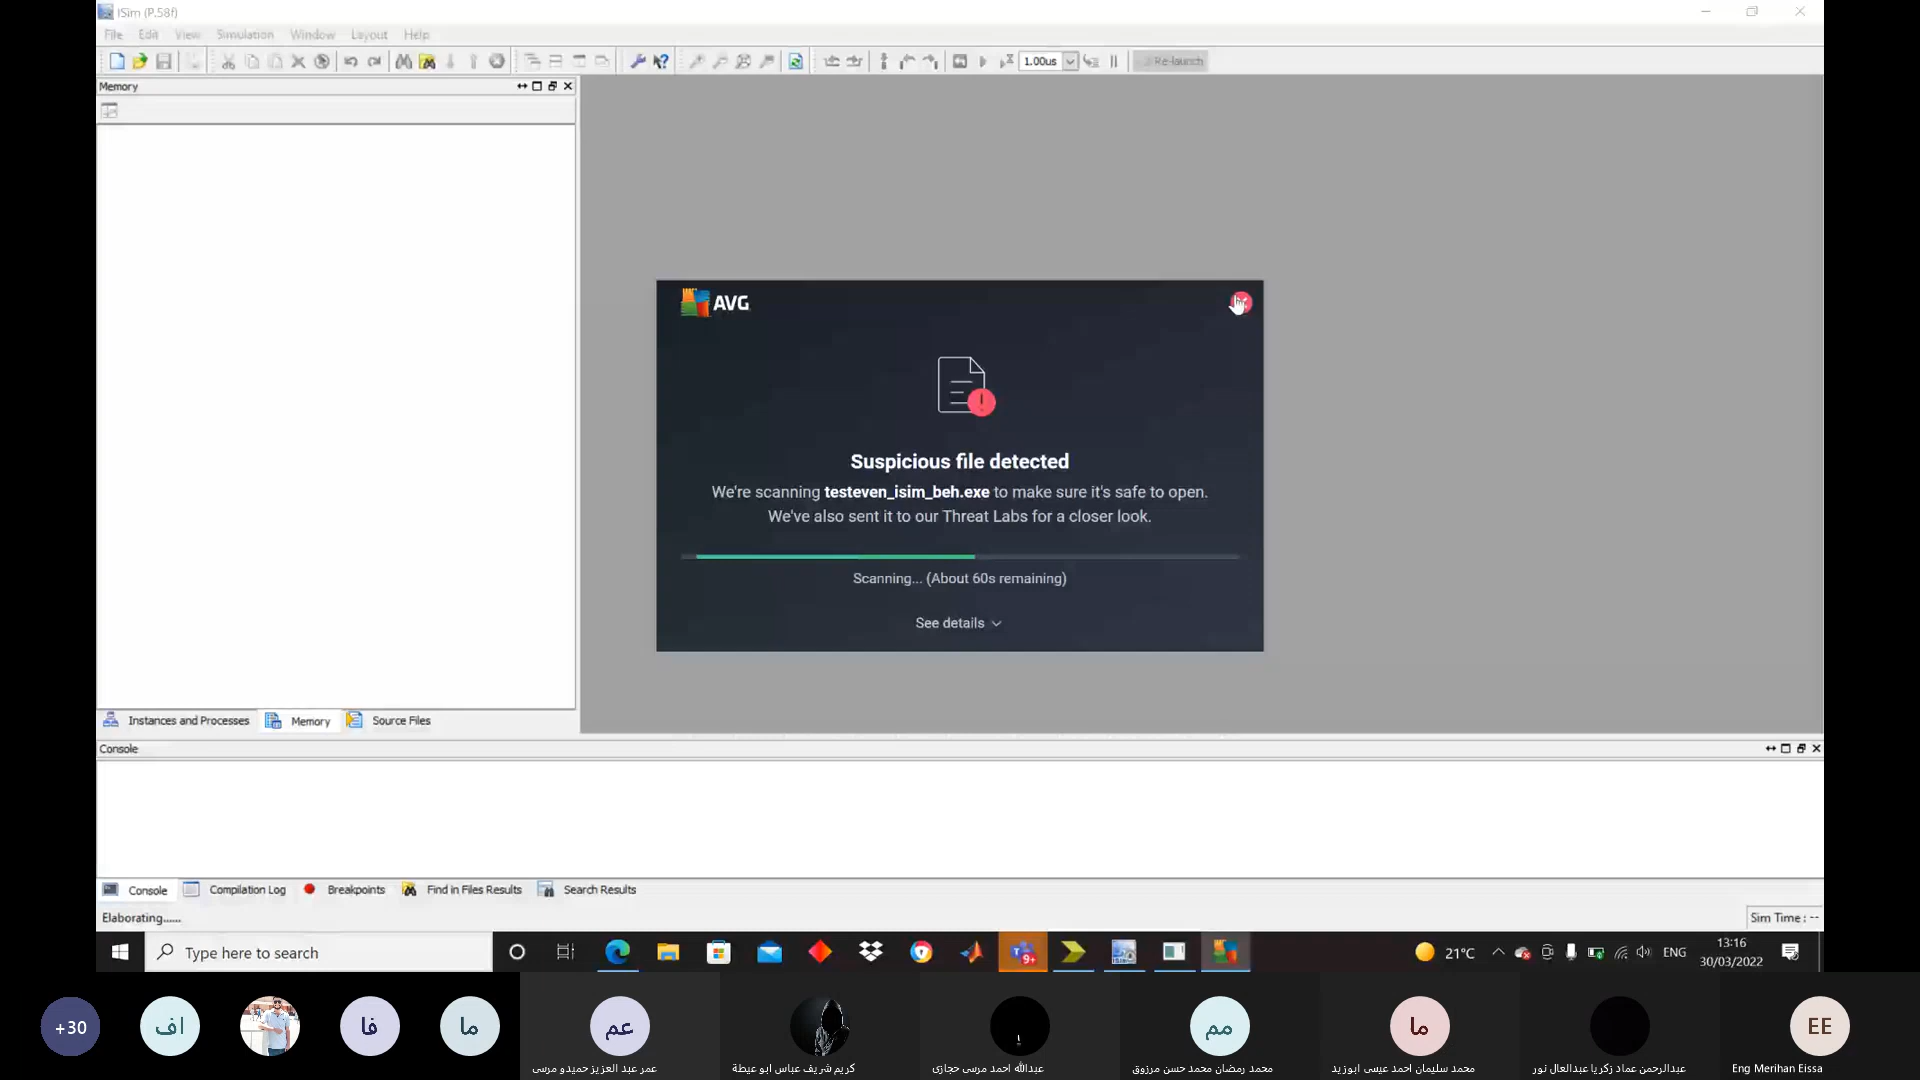 ISim (P.58f)
File Edit View Simulation Window Layout Help
1.00us
Re-launch
Memory
AVG
Suspicious file detected
We're scanning testeven_isim_beh.exe to make sure it's safe to open.
We've also sent it to our Threat Labs for a closer look.
Scanning... (About 60s remaining)
See details
Instances and Processes Memory Source Files
Console
Console Compilation Log Breakpoints Find in Files Results Search Results
Elaborating......
Sim Time : --
Type here to search
9+
21°C
ENG
13:16
30/03/2022
+30
اف
فا
ما
عم
مم
ما
EE
عمر عبد العزيز حميدو مرسى
كريم شريف عباس ابو عيطة
عبدالله احمد مرسى حجازى
محمد رمضان محمد حسن مرزوق
محمد سليمان احمد عيسى ابوزيد
عبدالرحمن عماد زكريا عبدالعال نور
Eng Merihan Eissa